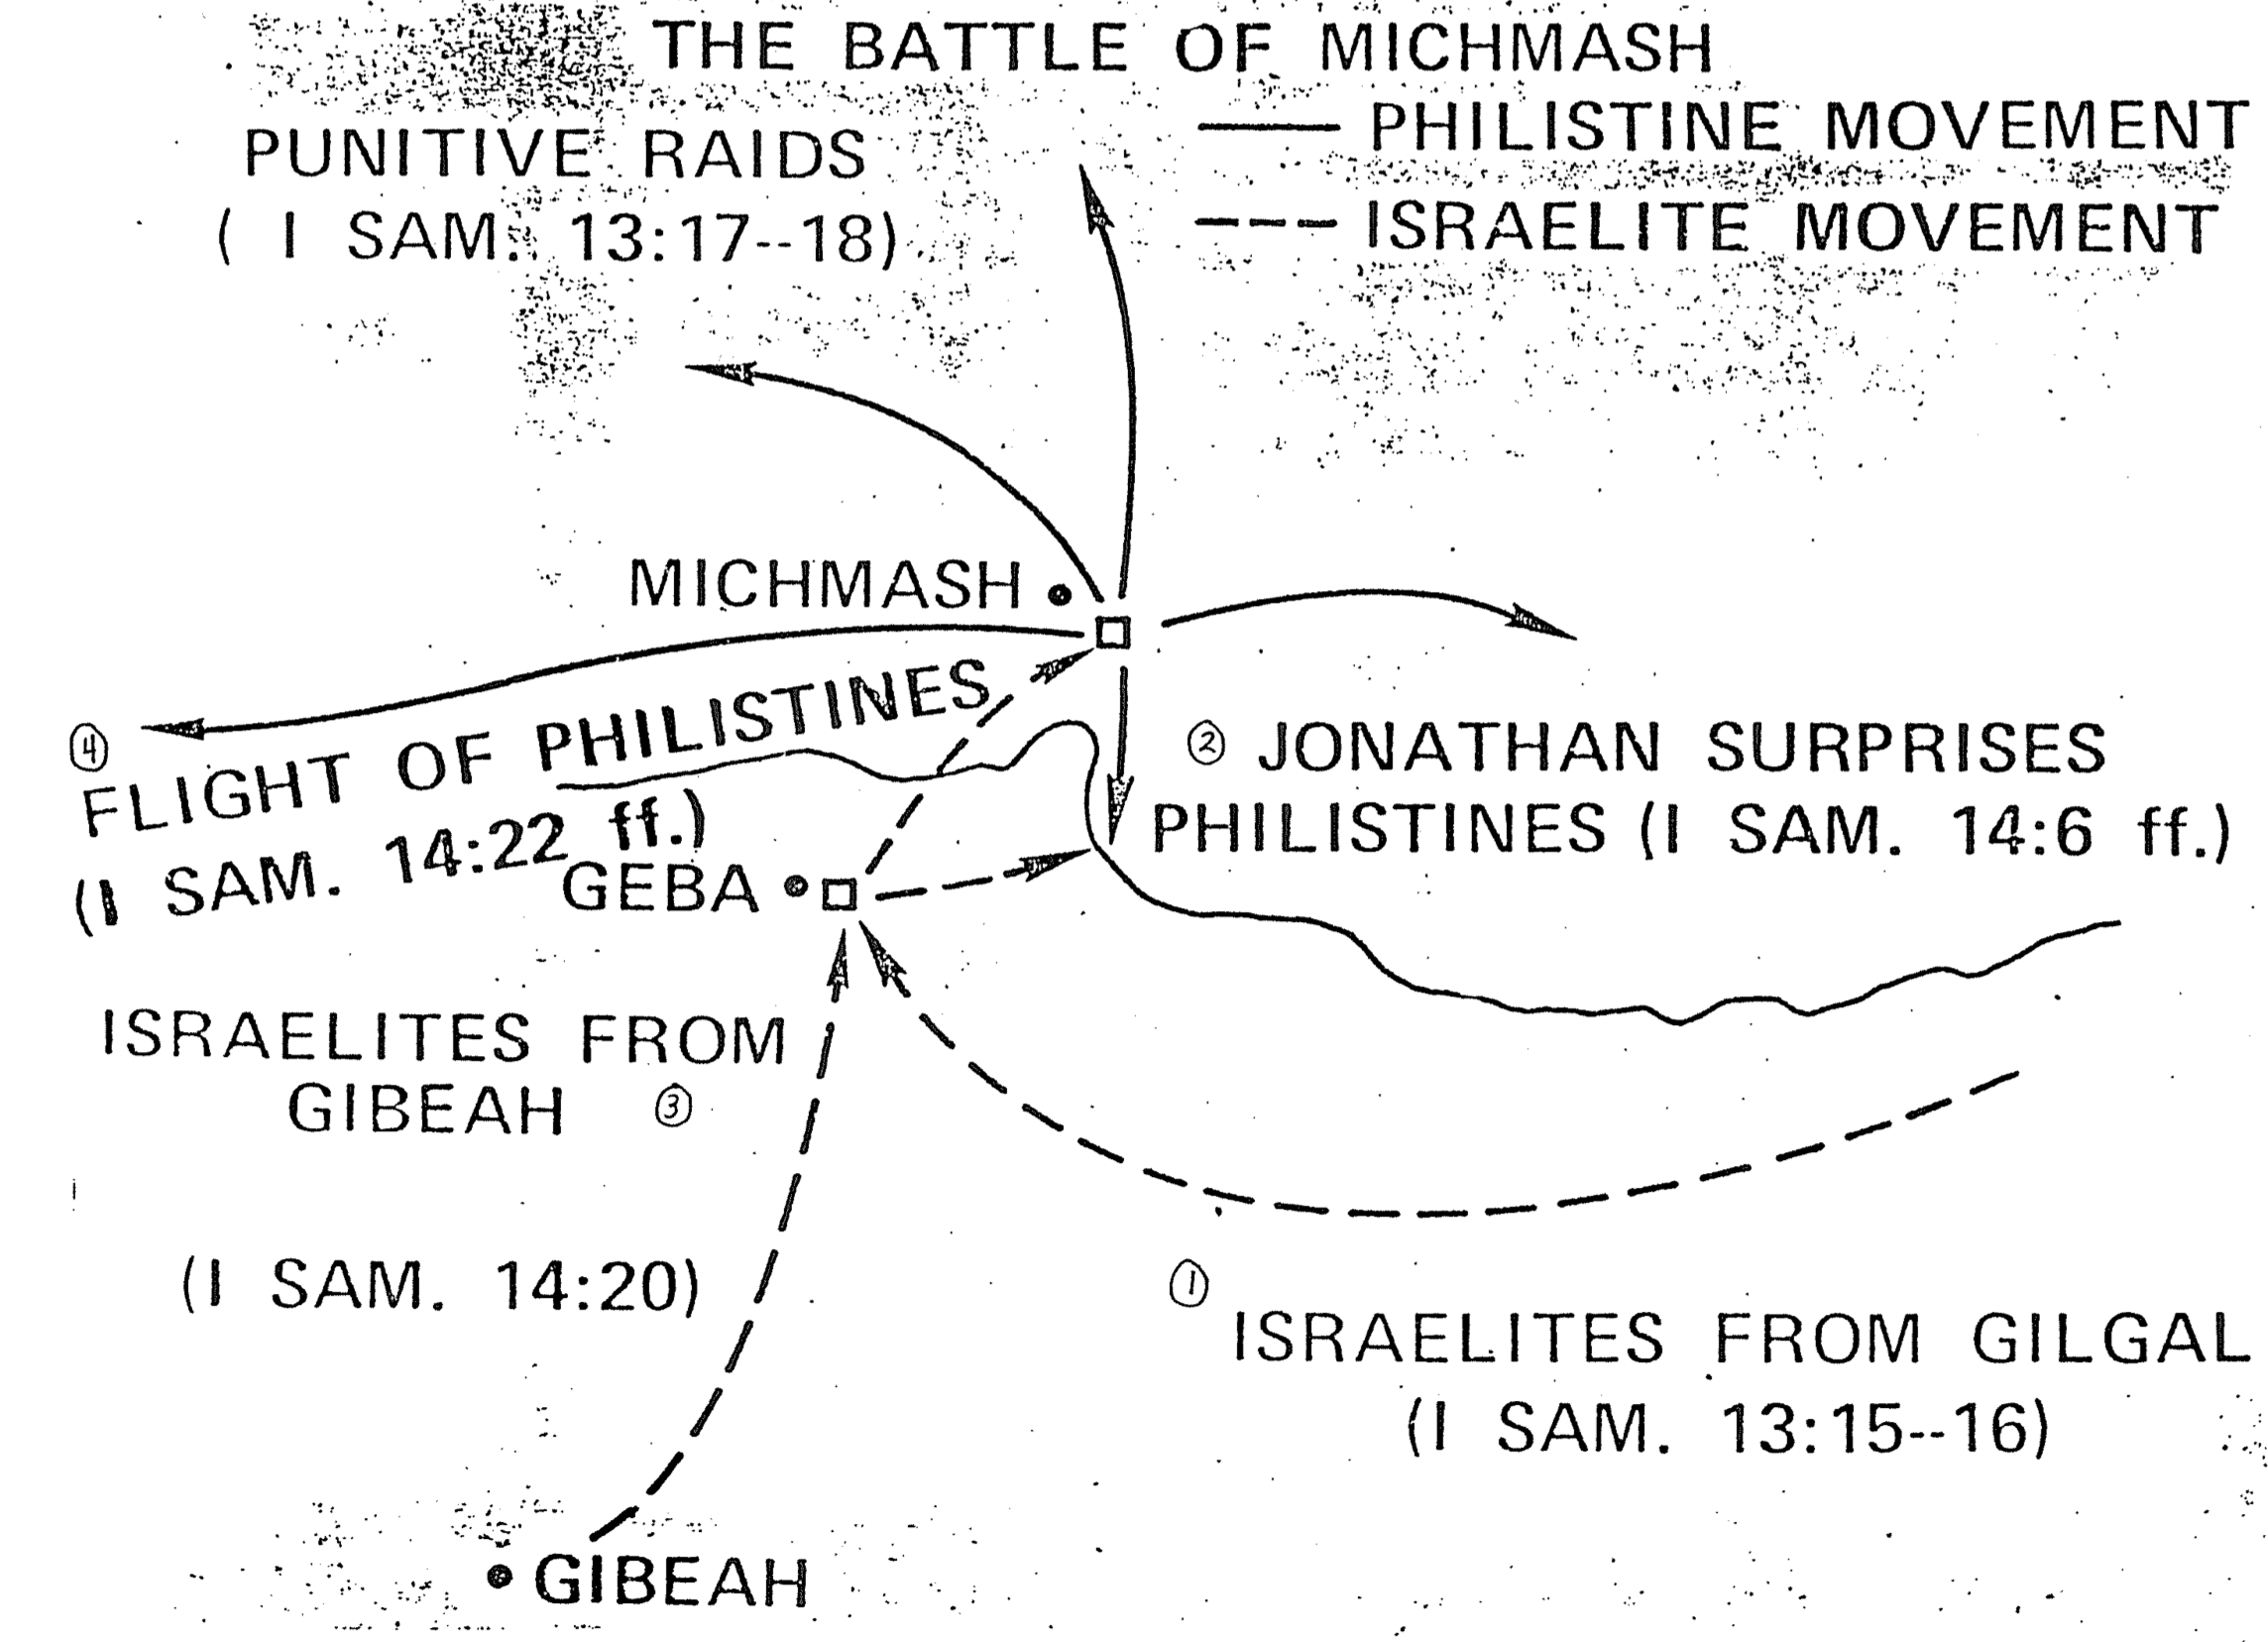 THE BATTLE OF MICHMASH
PUNITIVE RAIDS
( I SAM. 13:17--18)
PHILISTINE MOVEMENT
ISRAELITE MOVEMENT
MICHMASH
④
FLIGHT OF PHILISTINES
(I SAM. 14:22 ff.)
② JONATHAN SURPRISES
PHILISTINES (I SAM. 14:6 ff.)
GEBA
ISRAELITES FROM
GIBEAH ③
(I SAM. 14:20)
①
ISRAELITES FROM GILGAL
(I SAM. 13:15--16)
GIBEAH